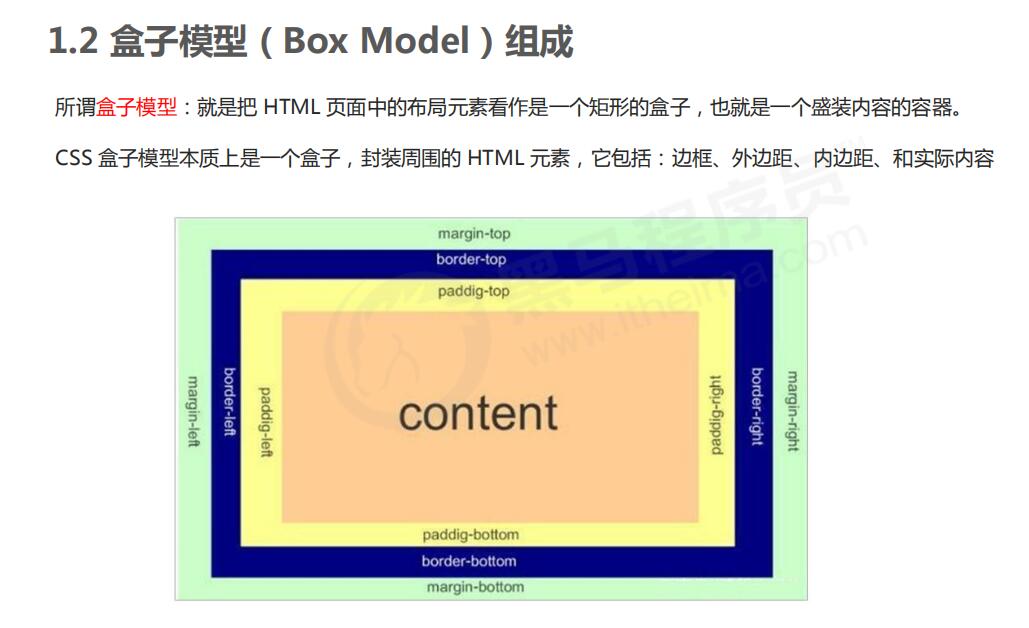 1.2 盒子模型（Box Model）组成
所谓盒子模型：就是把 HTML 页面中的布局元素看作是一个矩形的盒子，也就是一个盛装内容的容器。
CSS 盒子模型本质上是一个盒子，封装周围的 HTML 元素，它包括：边框、外边距、内边距、和实际内容
margin-top
border-top
paddig-top
margin-left
border-left
paddig-left
content
paddig-right
border-right
margin-right
paddig-bottom
border-bottom
margin-bottom
黑马程序员
www.itheima.com